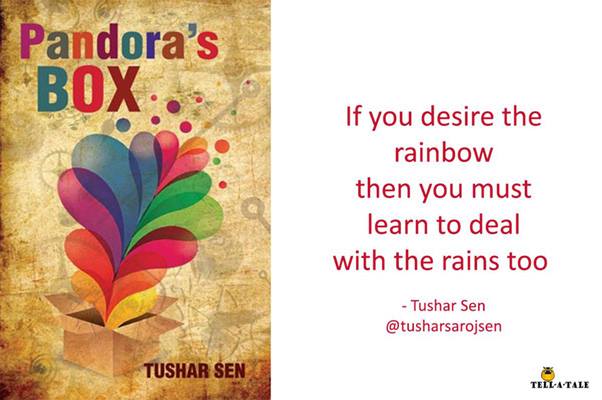 Pandora's
BOX
TUSHAR SEN
If you desire the
rainbow
then you must
learn to deal
with the rains too
- Tushar Sen
@tusharsarojsen
TELL-A-TALE